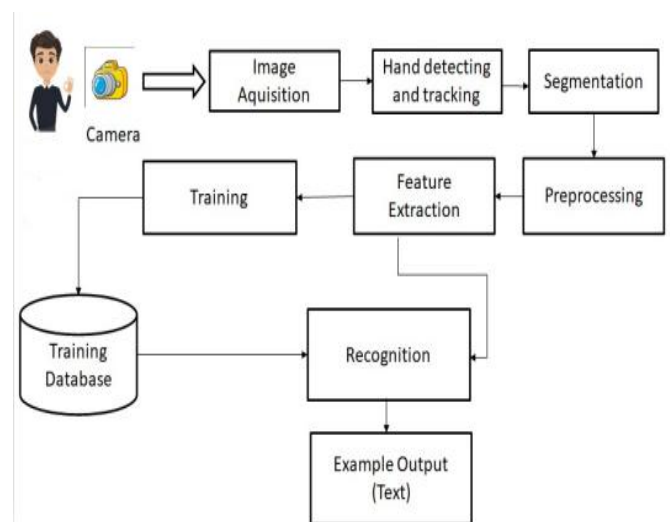 Camera
Image
Aquisition
Hand detecting
and tracking
Segmentation
Training
Feature
Extraction
Preprocessing
Training
Database
Recognition
Example Output
(Text)